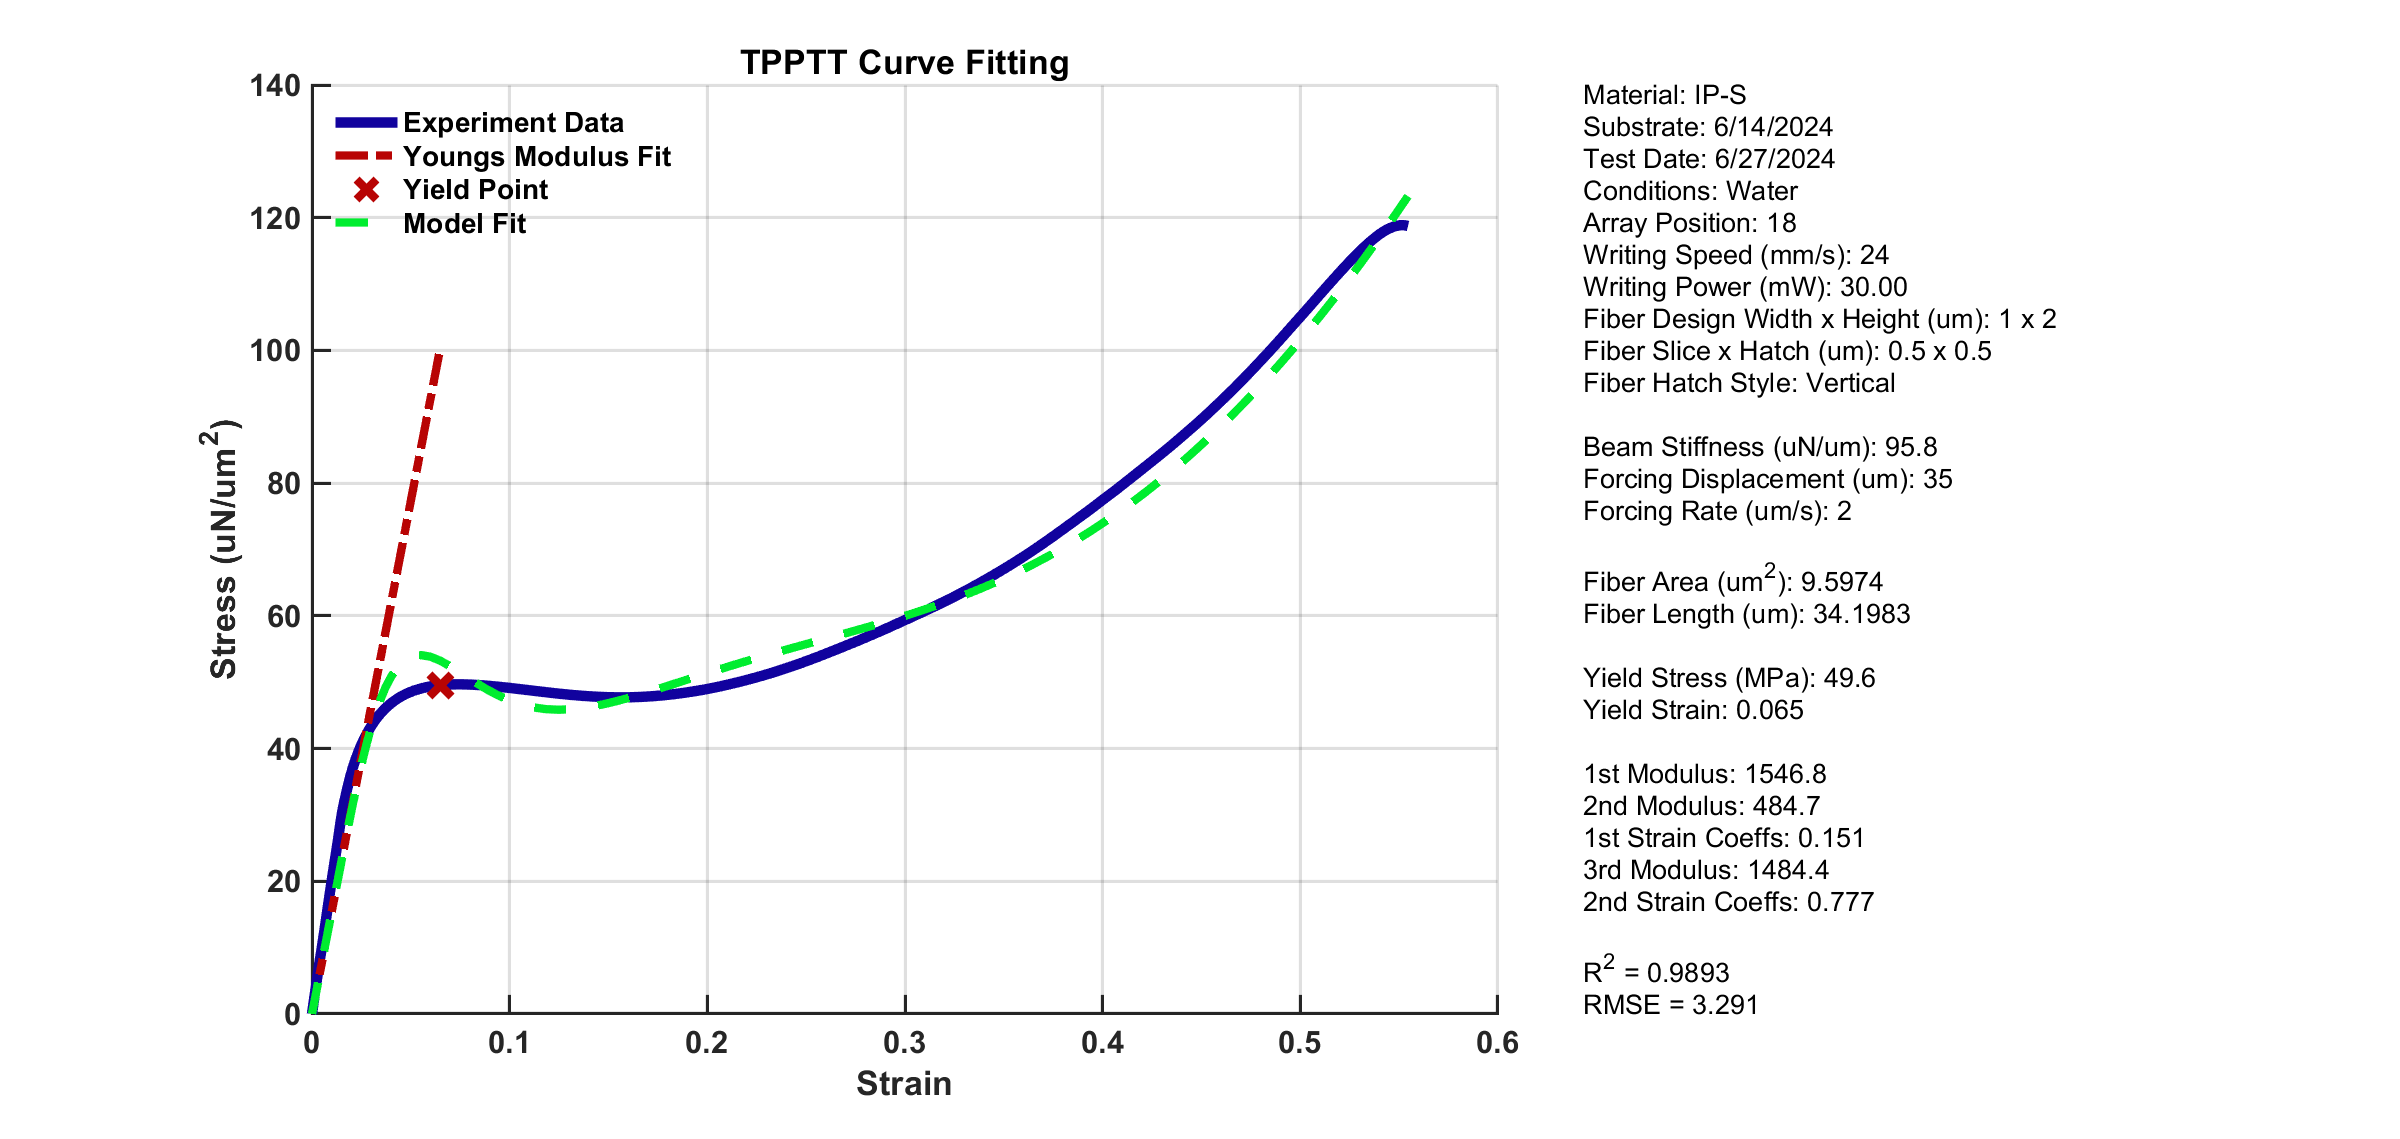 TPPTT Curve Fitting
140
120
100
80
60
40
20
0
Stress (uN/um²)
Experiment Data
Youngs Modulus Fit
Yield Point
Model Fit
0 0.1 0.2 0.3 0.4 0.5 0.6
Strain
Material: IP-S
Substrate: 6/14/2024
Test Date: 6/27/2024
Conditions: Water
Array Position: 18
Writing Speed (mm/s): 24
Writing Power (mW): 30.00
Fiber Design Width x Height (um): 1 x 2
Fiber Slice x Hatch (um): 0.5 x 0.5
Fiber Hatch Style: Vertical
Beam Stiffness (uN/um): 95.8
Forcing Displacement (um): 35
Forcing Rate (um/s): 2
Fiber Area (um²): 9.5974
Fiber Length (um): 34.1983
Yield Stress (MPa): 49.6
Yield Strain: 0.065
1st Modulus: 1546.8
2nd Modulus: 484.7
1st Strain Coeffs: 0.151
3rd Modulus: 1484.4
2nd Strain Coeffs: 0.777
R² = 0.9893
RMSE = 3.291